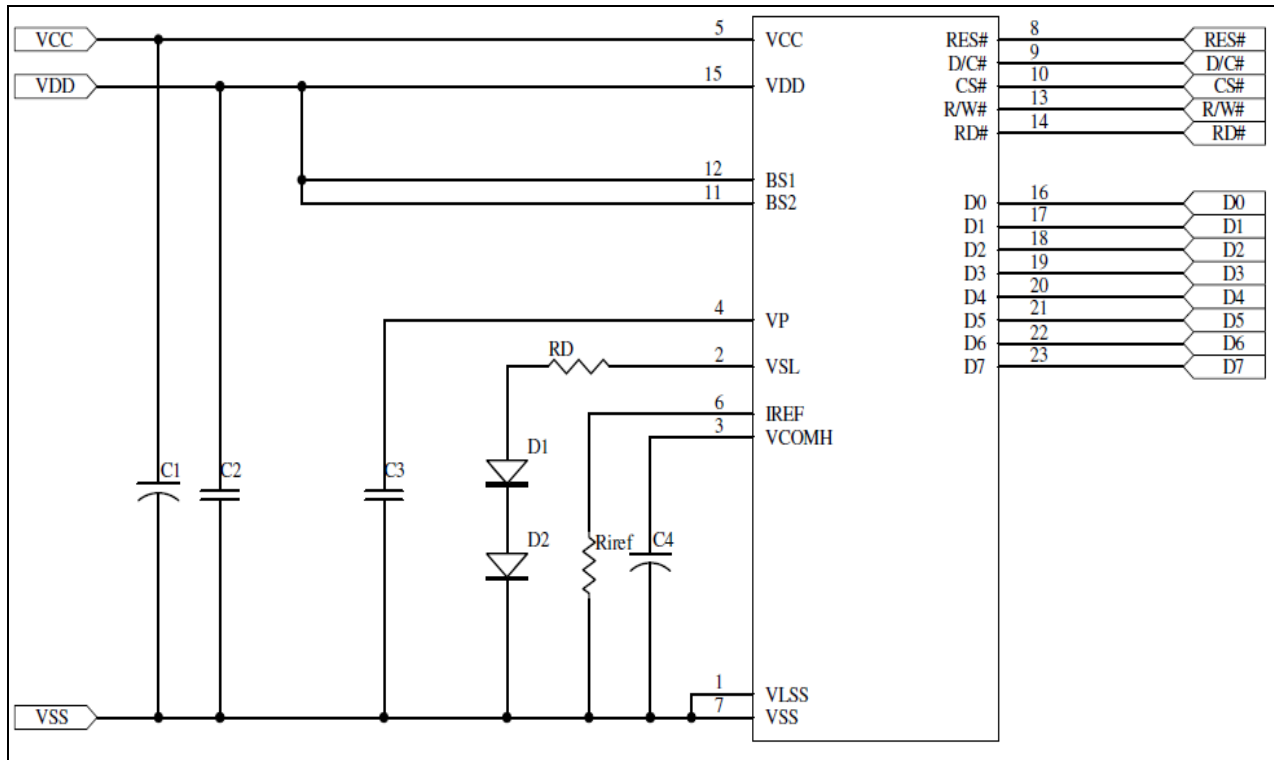 VCC 5 VCC RES# 8 RES#
D/C# 9 D/C#
VDD 15 VDD CS# 10 CS#
R/W# 13 R/W#
RD# 14 RD#
12 BS1
11 BS2 D0 16 D0
D1 17 D1
D2 18 D2
D3 19 D3
D4 20 D4
4 VP D5 21 D5
D6 22 D6
RD 2 VSL D7 23 D7
6 IREF
3 VCOMH
D1
C1 C2 C3
D2 Riref C4
1 VLSS
VSS 7 VSS